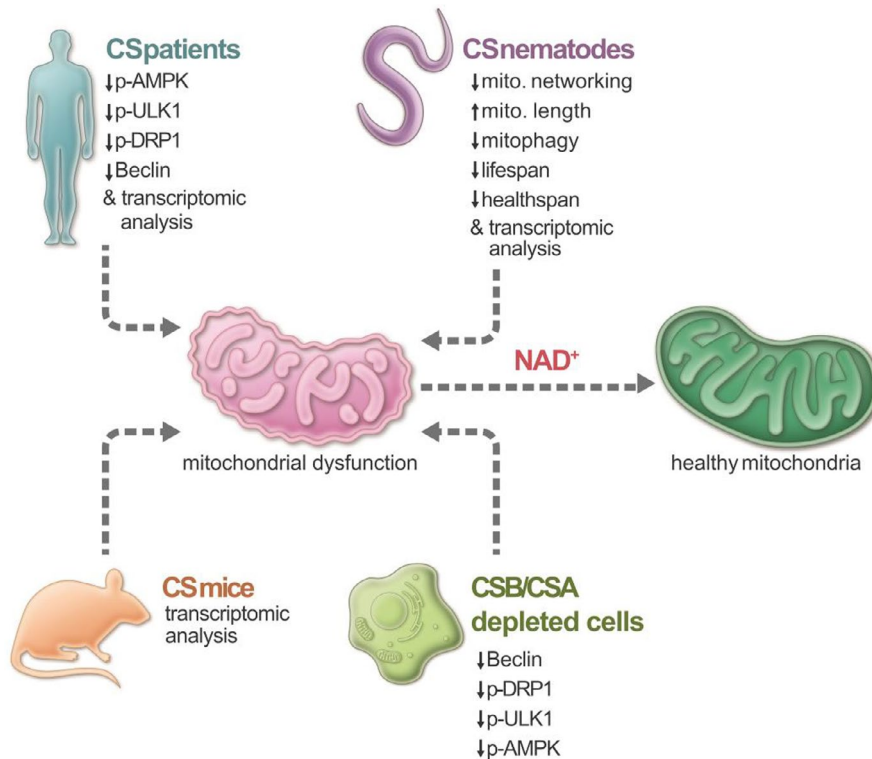 CSpatients
↓p-AMPK
↓p-ULK1
↓p-DRP1
↓Beclin
& transcriptomic
analysis
CSnematodes
↓mito. networking
↑mito. length
↓mitophagy
↓lifespan
↓healthspan
& transcriptomic
analysis
NAD⁺
mitochondrial dysfunction
healthy mitochondria
CSmice
transcriptomic
analysis
CSB/CSA
depleted cells
↓Beclin
↓p-DRP1
↓p-ULK1
↓p-AMPK